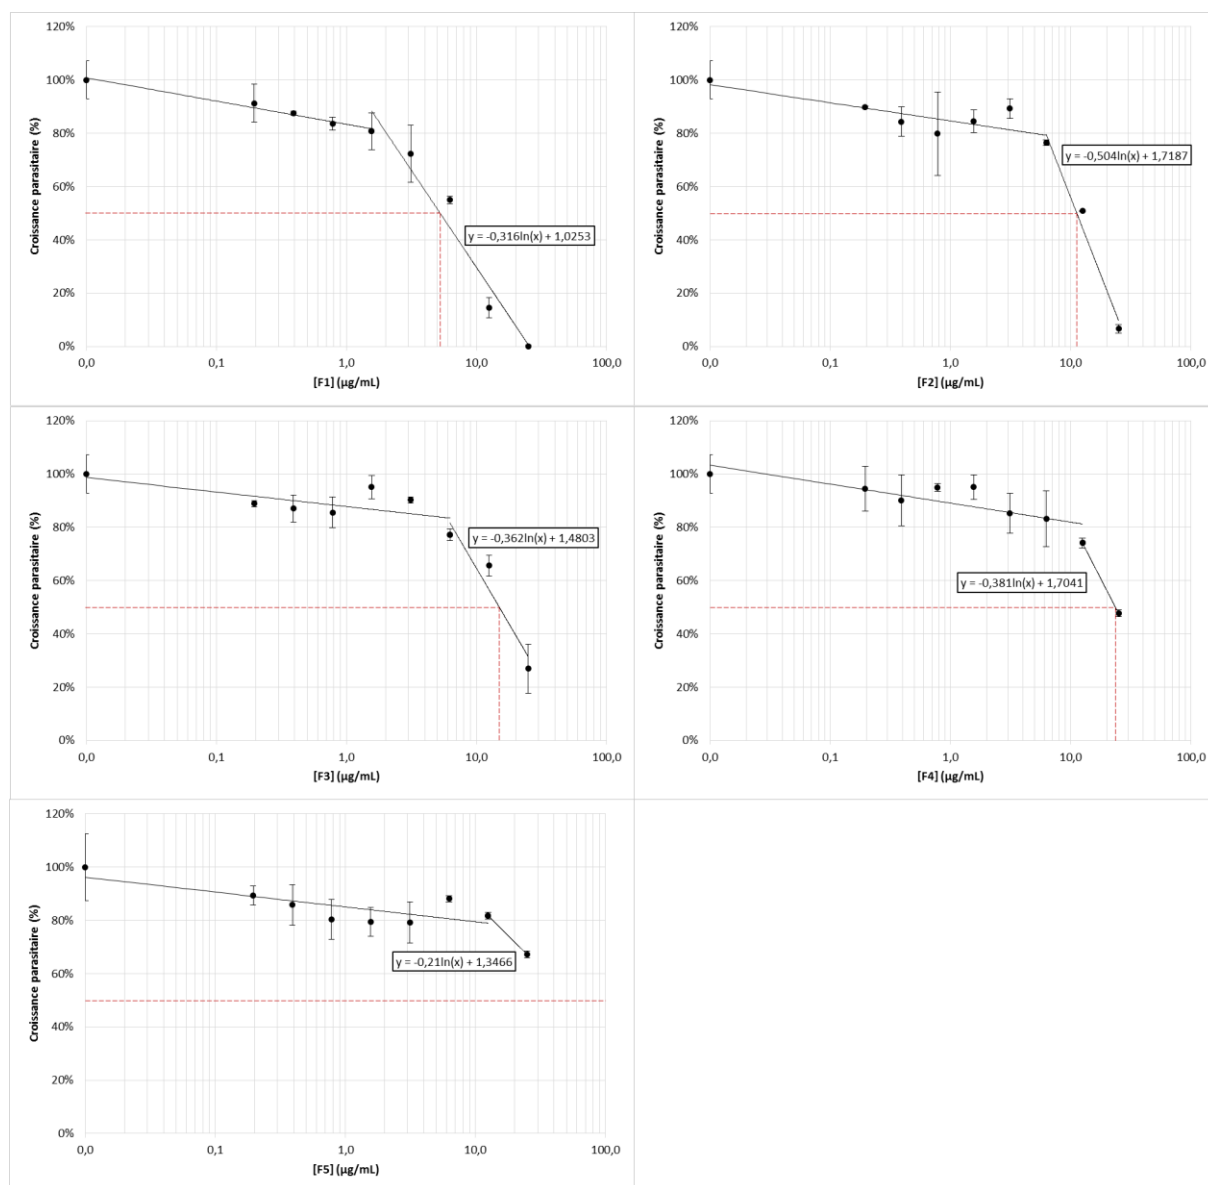 120%
100%
80%
60%
40%
20%
0%
Croissance parasitaire (%)
y = -0,316ln(x) + 1,0253
0,0 0,1 1,0 10,0 100,0
[F1] (µg/mL)
120%
100%
80%
60%
40%
20%
0%
Croissance parasitaire (%)
y = -0,504ln(x) + 1,7187
0,0 0,1 1,0 10,0 100,0
[F2] (µg/mL)
120%
100%
80%
60%
40%
20%
0%
Croissance parasitaire (%)
y = -0,362ln(x) + 1,4803
0,0 0,1 1,0 10,0 100,0
[F3] (µg/mL)
120%
100%
80%
60%
40%
20%
0%
Croissance parasitaire (%)
y = -0,381ln(x) + 1,7041
0,0 0,1 1,0 10,0 100,0
[F4] (µg/mL)
120%
100%
80%
60%
40%
20%
0%
Croissance parasitaire (%)
y = -0,21ln(x) + 1,3466
0,0 0,1 1,0 10,0 100,0
[F5] (µg/mL)